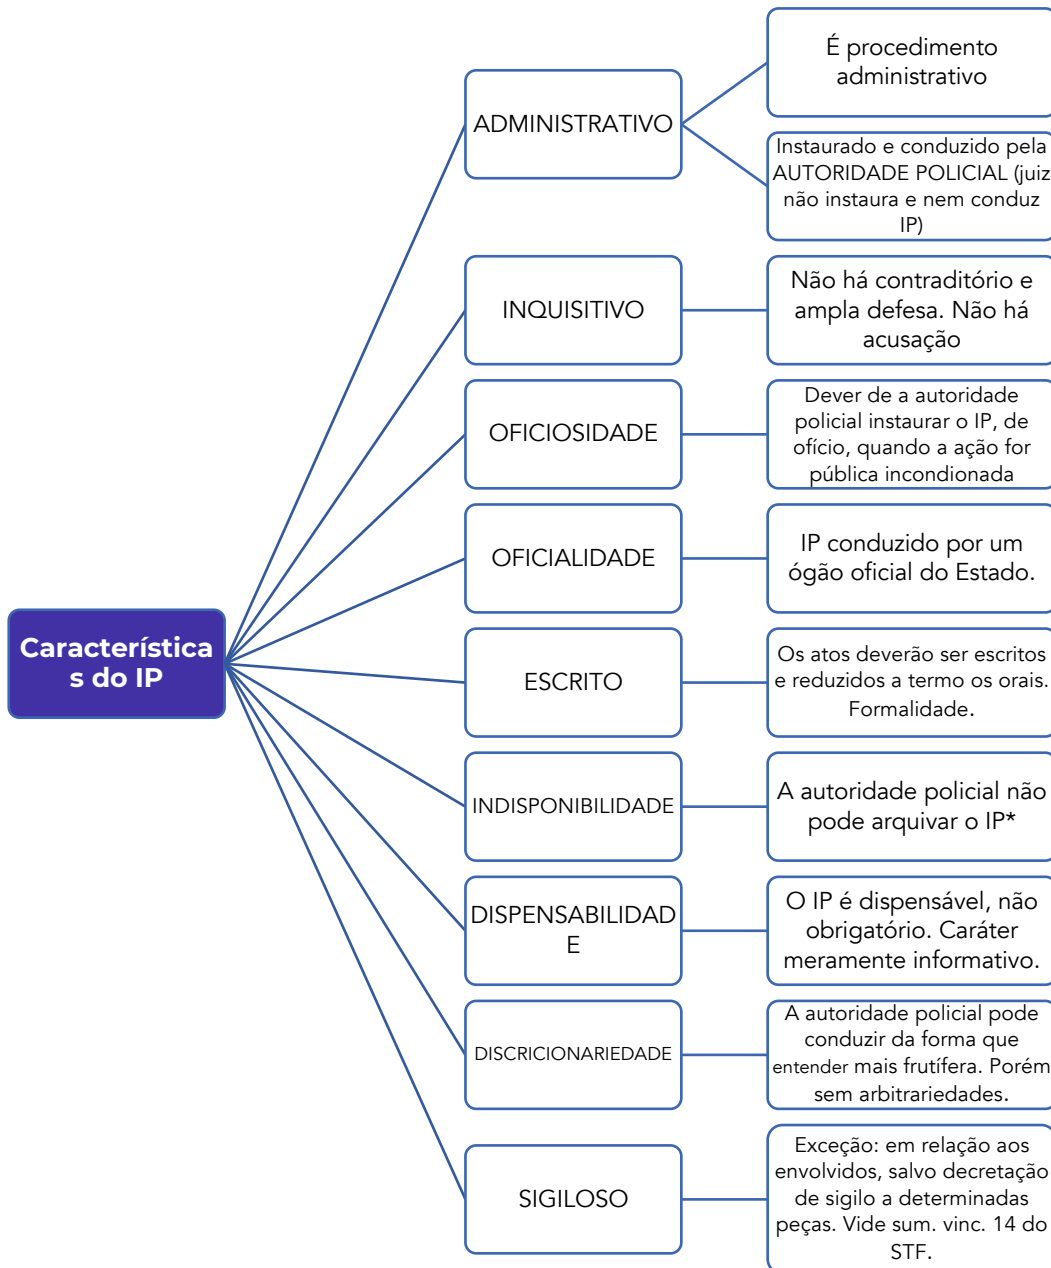 Característica
s do IP
ADMINISTRATIVO
É procedimento
administrativo
Instaurado e conduzido pela
AUTORIDADE POLICIAL (juiz
não instaura e nem conduz
IP)
INQUISITIVO
Não há contraditório e
ampla defesa. Não há
acusação
OFICIOSIDADE
Dever de a autoridade
policial instaurar o IP, de
ofício, quando a ação for
pública incondionada
OFICIALIDADE
IP conduzido por um
ógão oficial do Estado.
ESCRITO
Os atos deverão ser escritos
e reduzidos a termo os orais.
Formalidade.
INDISPONIBILIDADE
A autoridade policial não
pode arquivar o IP*
DISPENSABILIDAD
E
O IP é dispensável, não
obrigatório. Caráter
meramente informativo.
DISCRICIONARIEDADE
A autoridade policial pode
conduzir da forma que
entender mais frutífera. Porém
sem arbitrariedades.
SIGILOSO
Exceção: em relação aos
envolvidos, salvo decretação
de sigilo a determinadas
peças. Vide sum. vinc. 14 do
STF.